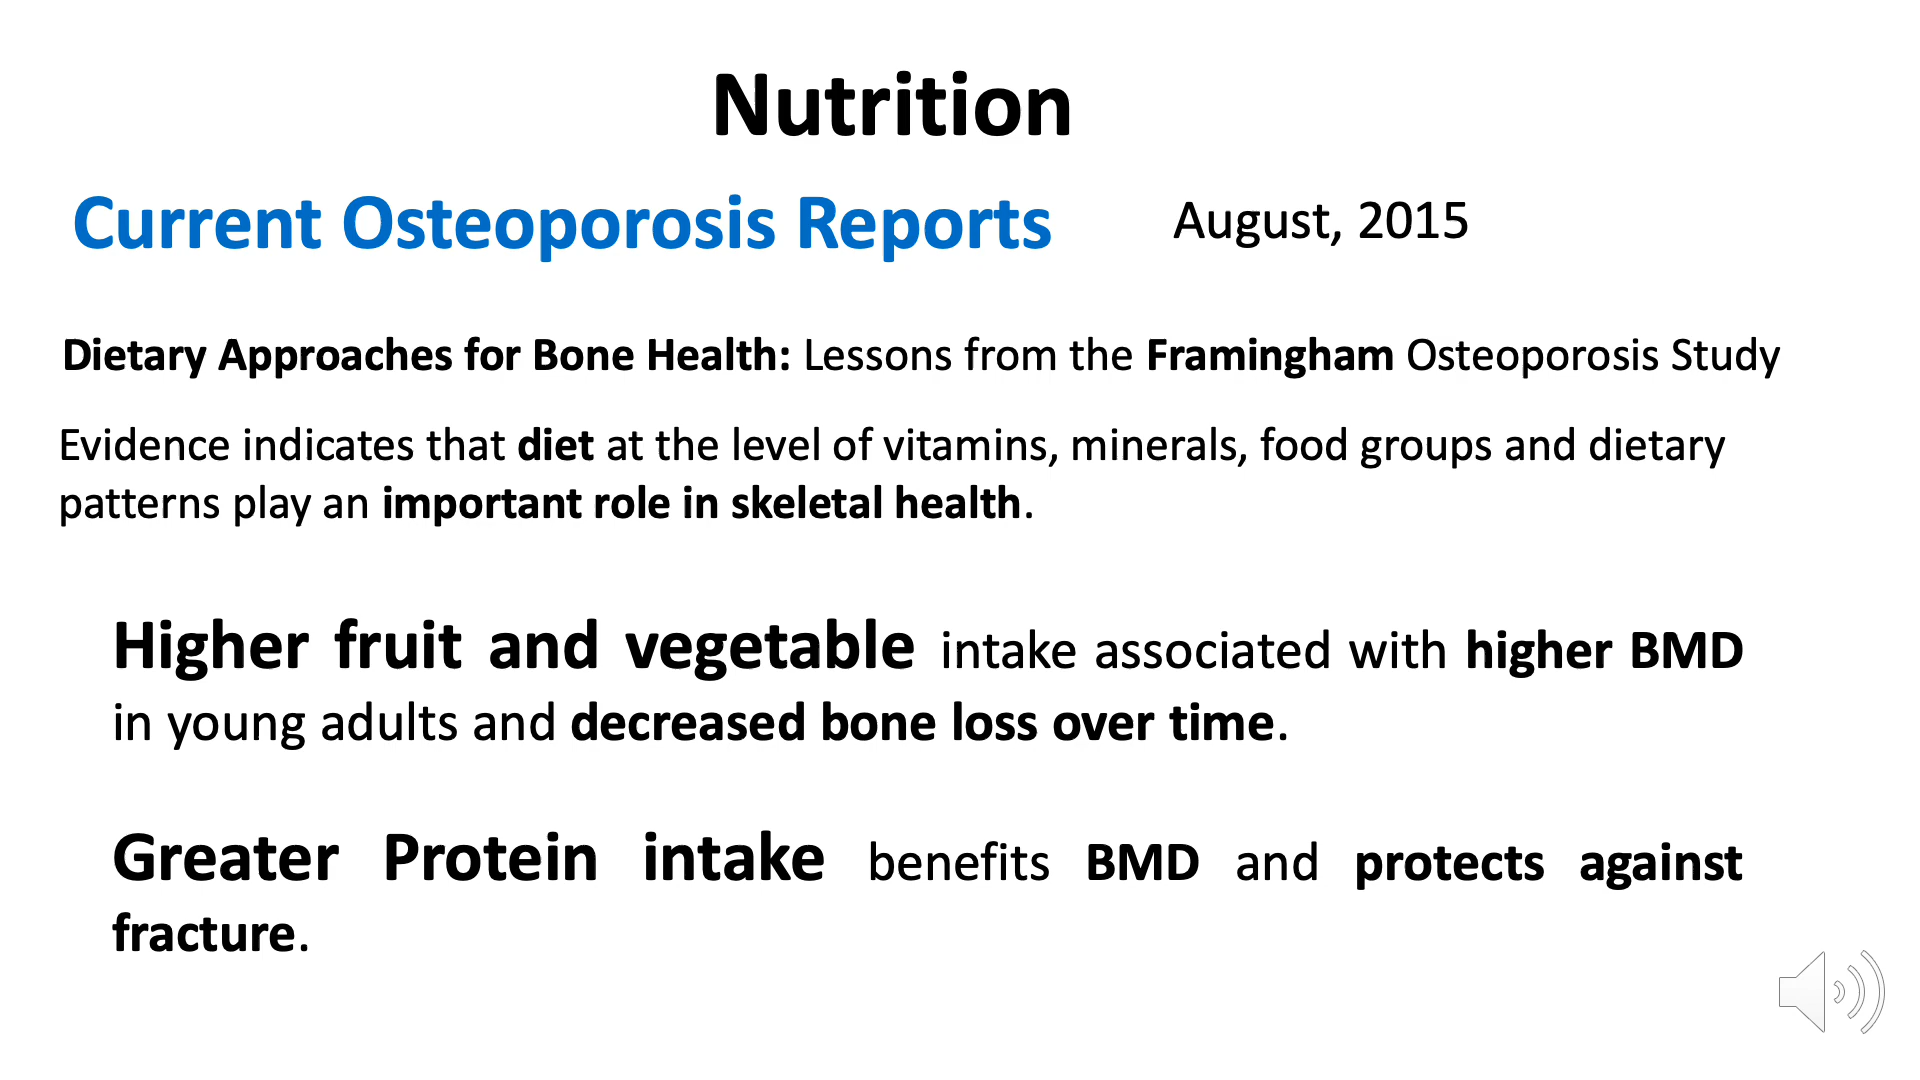 Nutrition
Current Osteoporosis Reports August, 2015
Dietary Approaches for Bone Health: Lessons from the Framingham Osteoporosis Study
Evidence indicates that diet at the level of vitamins, minerals, food groups and dietary
patterns play an important role in skeletal health.
Higher fruit and vegetable intake associated with higher BMD
in young adults and decreased bone loss over time.
Greater Protein intake benefits BMD and protects against
fracture.